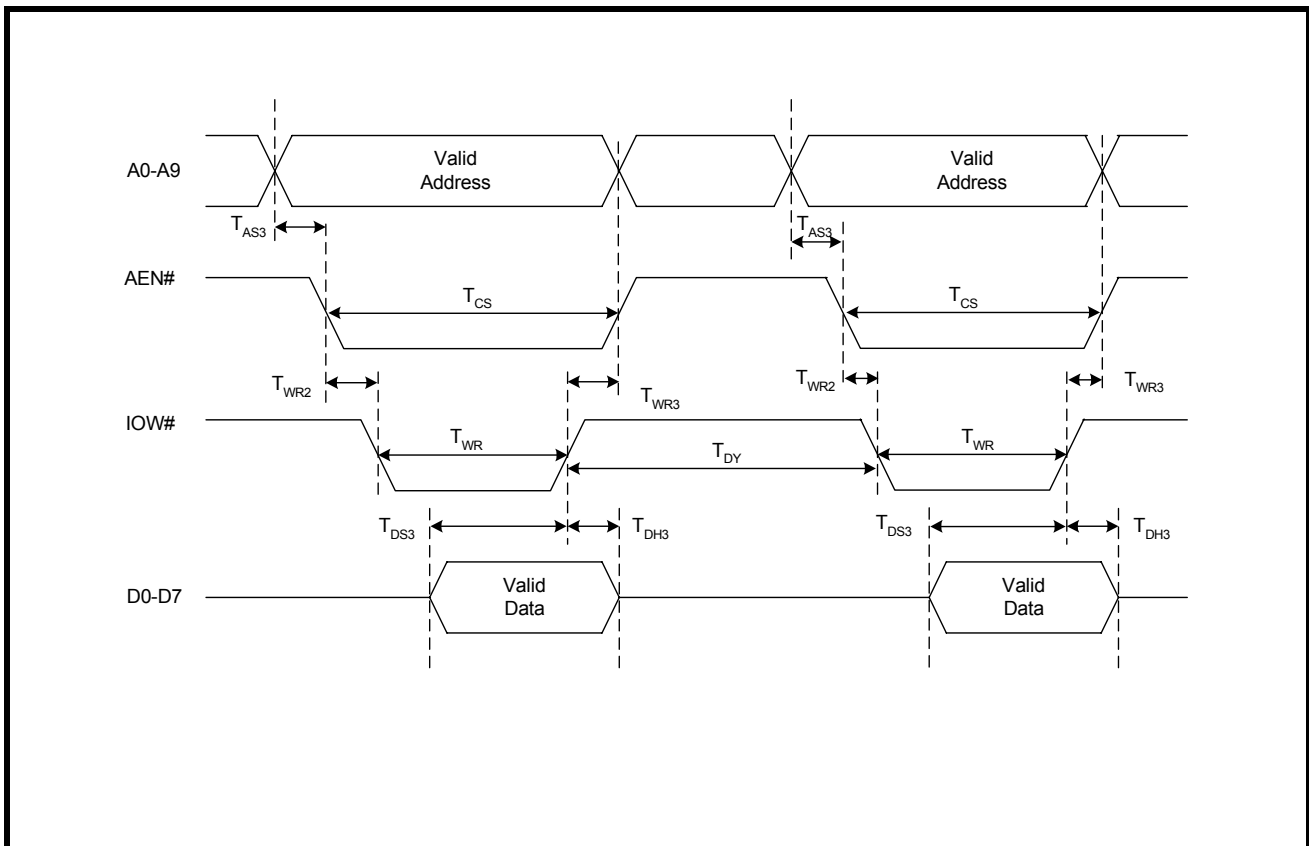 A0-A9
Valid
Address
Valid
Address
TAS3
TAS3
AEN#
TCS
TCS
TWR2
TWR3
TWR2
TWR3
IOW#
TWR
TDY
TWR
TDS3
TDH3
TDS3
TDH3
D0-D7
Valid
Data
Valid
Data